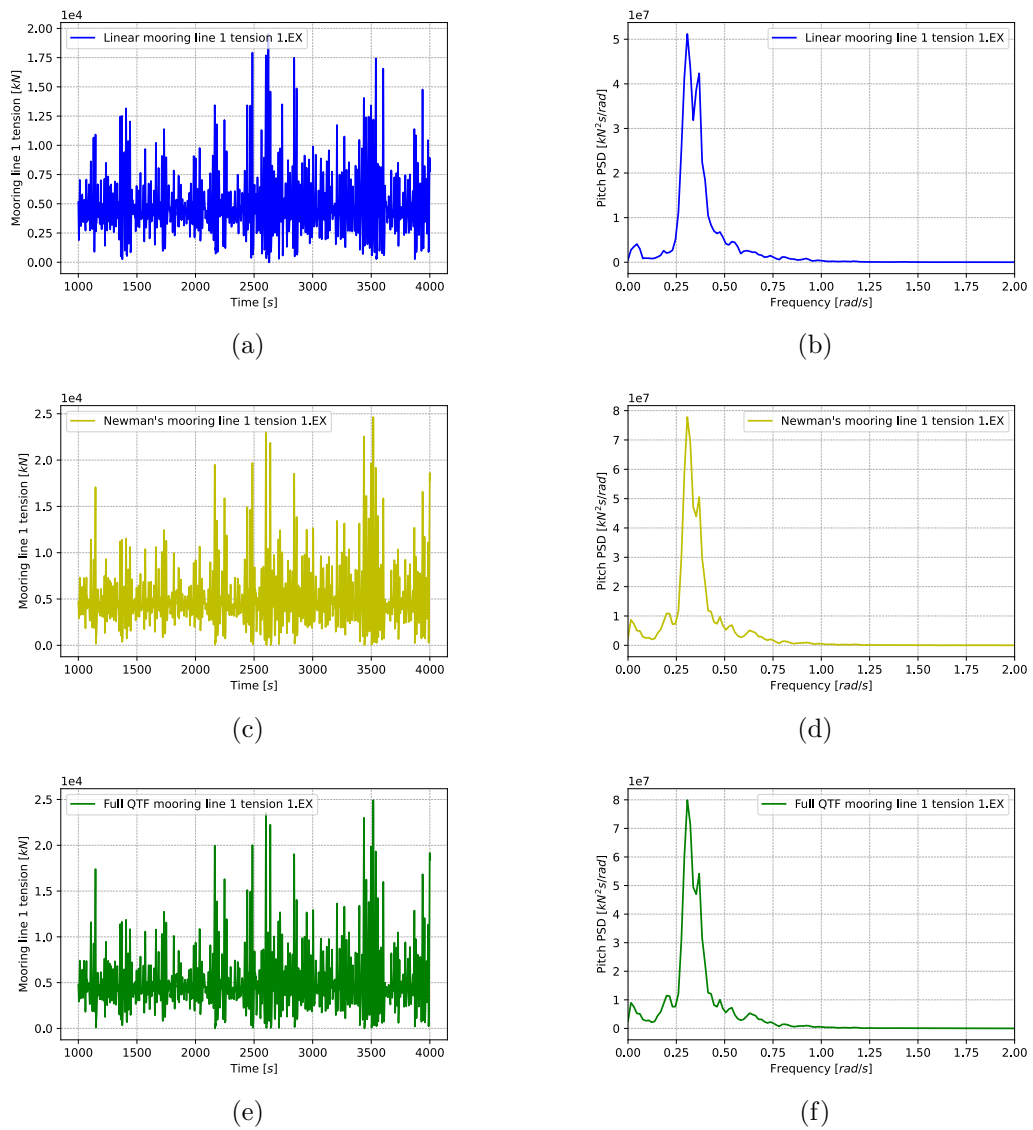 1e4
Linear mooring line 1 tension 1.EX
Mooring line 1 tension [kN]
2.00
1.75
1.50
1.25
1.00
0.75
0.50
0.25
0.00
1000 1500 2000 2500 3000 3500 4000
Time [s]
(a)
1e7
Linear mooring line 1 tension 1.EX
Pitch PSD [kN²s/rad]
5
4
3
2
1
0
0.00 0.25 0.50 0.75 1.00 1.25 1.50 1.75 2.00
Frequency [rad/s]
(b)
1e4
Newman's mooring line 1 tension 1.EX
Mooring line 1 tension [kN]
2.5
2.0
1.5
1.0
0.5
0.0
1000 1500 2000 2500 3000 3500 4000
Time [s]
(c)
1e7
Newman's mooring line 1 tension 1.EX
Pitch PSD [kN²s/rad]
8
7
6
5
4
3
2
1
0
0.00 0.25 0.50 0.75 1.00 1.25 1.50 1.75 2.00
Frequency [rad/s]
(d)
1e4
Full QTF mooring line 1 tension 1.EX
Mooring line 1 tension [kN]
2.5
2.0
1.5
1.0
0.5
0.0
1000 1500 2000 2500 3000 3500 4000
Time [s]
(e)
1e7
Full QTF mooring line 1 tension 1.EX
Pitch PSD [kN²s/rad]
8
7
6
5
4
3
2
1
0
0.00 0.25 0.50 0.75 1.00 1.25 1.50 1.75 2.00
Frequency [rad/s]
(f)